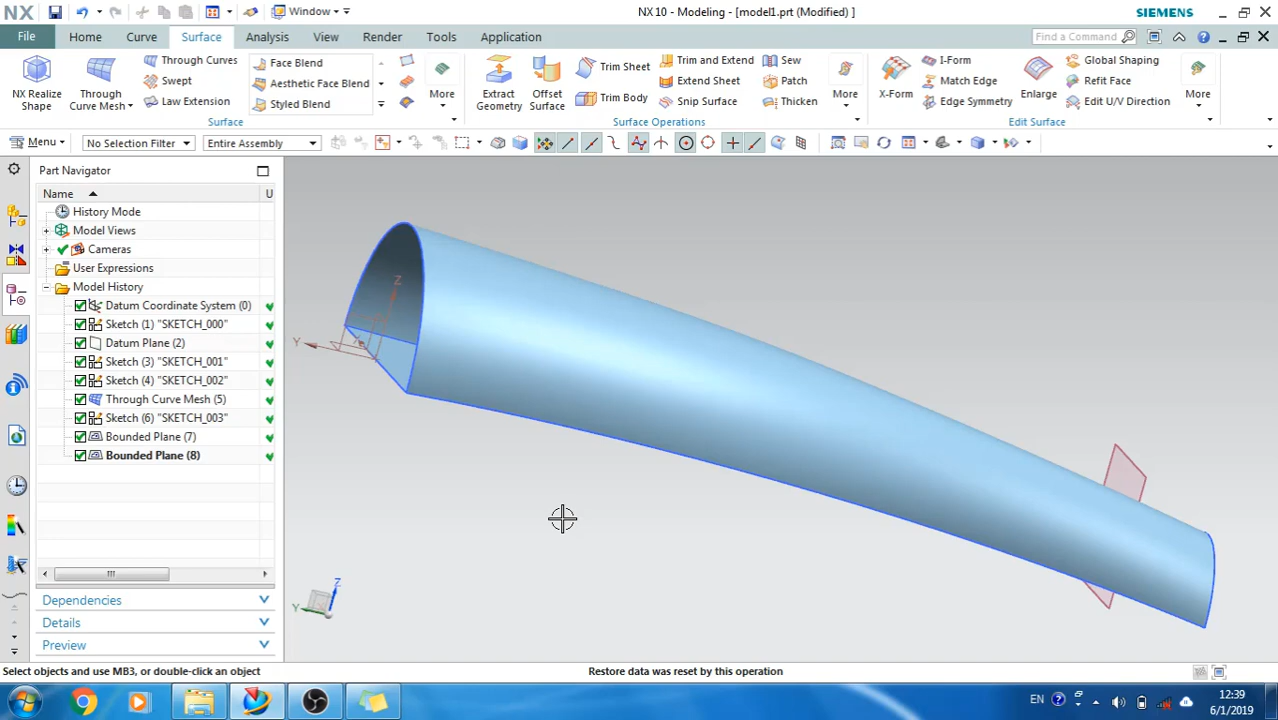 NX
Window
NX 10 - Modeling - [model1.prt (Modified) ]
SIEMENS
File
Home
Curve
Surface
Analysis
View
Render
Tools
Application
Find a Command
NX Realize Shape
Through Curve Mesh
Through Curves
Swept
Law Extension
Face Blend
Aesthetic Face Blend
Styled Blend
More
Surface
Extract Geometry
Offset Surface
Trim Sheet
Trim Body
Trim and Extend
Extend Sheet
Snip Surface
Sew
Patch
Thicken
More
Surface Operations
X-Form
I-Form
Match Edge
Edge Symmetry
Enlarge
Global Shaping
Refit Face
Edit U/V Direction
More
Edit Surface
Menu
No Selection Filter
Entire Assembly
Part Navigator
Name
U
History Mode
Model Views
Cameras
User Expressions
Model History
Datum Coordinate System (0)
Sketch (1) "SKETCH_000"
Datum Plane (2)
Sketch (3) "SKETCH_001"
Sketch (4) "SKETCH_002"
Through Curve Mesh (5)
Sketch (6) "SKETCH_003"
Bounded Plane (7)
Bounded Plane (8)
Dependencies
Details
Preview
Z
Y
X
Z
Y
Select objects and use MB3, or double-click an object
Restore data was reset by this operation
EN
12:39
6/1/2019